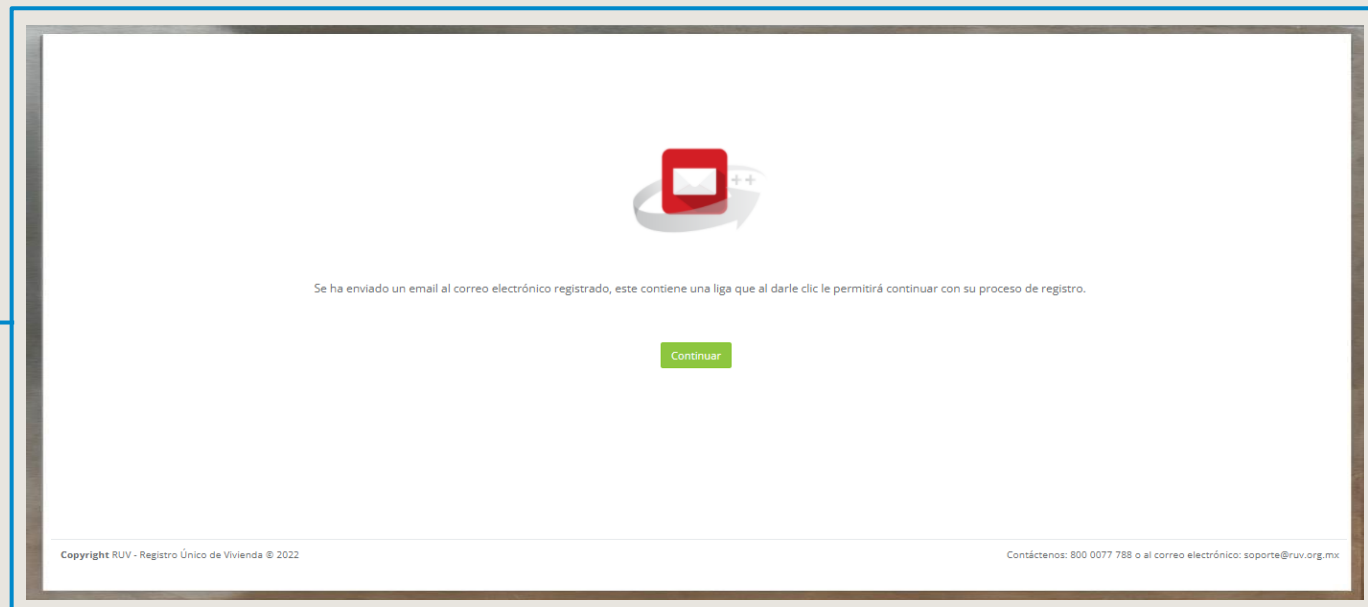 ++
Se ha enviado un email al correo electrónico registrado, este contiene una liga que al darle clic le permitirá continuar con su proceso de registro.
Continuar
Copyright RUV - Registro Único de Vivienda © 2022
Contáctenos: 800 0077 788 o al correo electrónico: soporte@ruv.org.mx